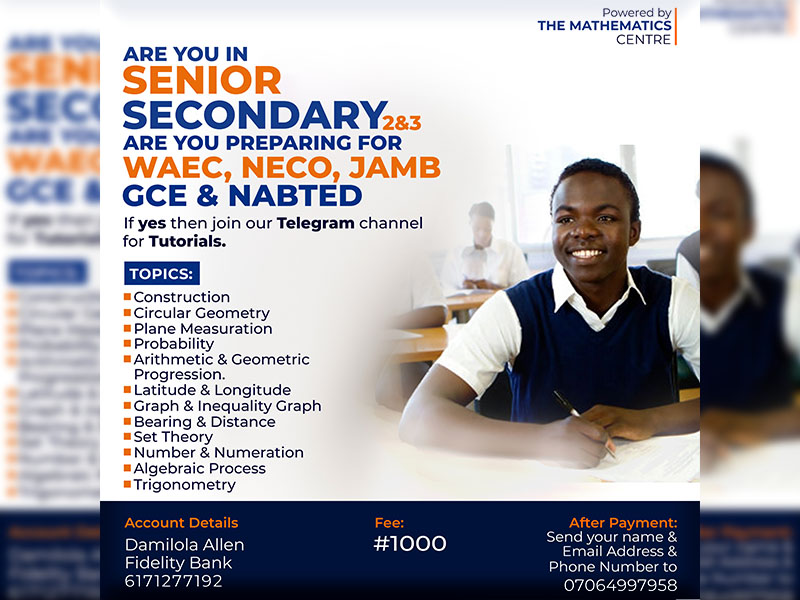 Powered by
THE MATHEMATICS
CENTRE
ARE YOU IN
SENIOR
SECONDARY 2&3
ARE YOU PREPARING FOR
WAEC, NECO, JAMB
GCE & NABTED
If yes then join our Telegram channel
for Tutorials.
TOPICS:
Construction
Circular Geometry
Plane Measuration
Probability
Arithmetic & Geometric
Progression.
Latitude & Longitude
Graph & Inequality Graph
Bearing & Distance
Set Theory
Number & Numeration
Algebraic Process
Trigonometry
Account Details
Damilola Allen
Fidelity Bank
6171277192
Fee:
#1000
After Payment:
Send your name &
Email Address &
Phone Number to
07064997958